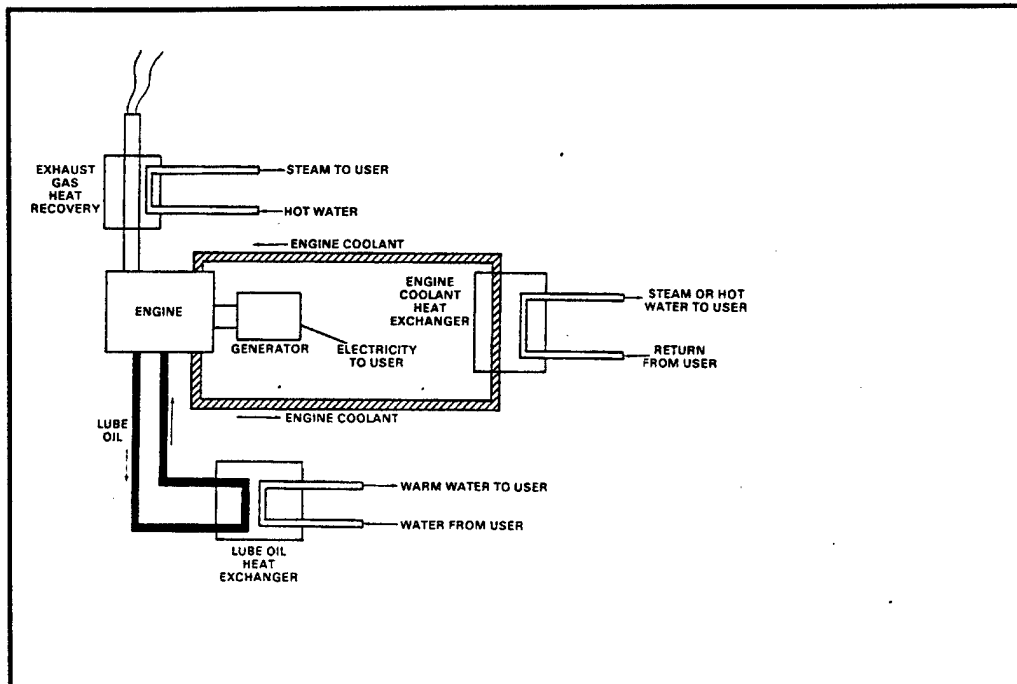 EXHAUST
GAS
HEAT
RECOVERY
STEAM TO USER
HOT WATER
ENGINE COOLANT
ENGINE
GENERATOR
ELECTRICITY
TO USER
ENGINE
COOLANT
HEAT
EXCHANGER
STEAM OR HOT
WATER TO USER
RETURN
FROM USER
ENGINE COOLANT
LUBE
OIL
WARM WATER TO USER
WATER FROM USER
LUBE OIL
HEAT
EXCHANGER